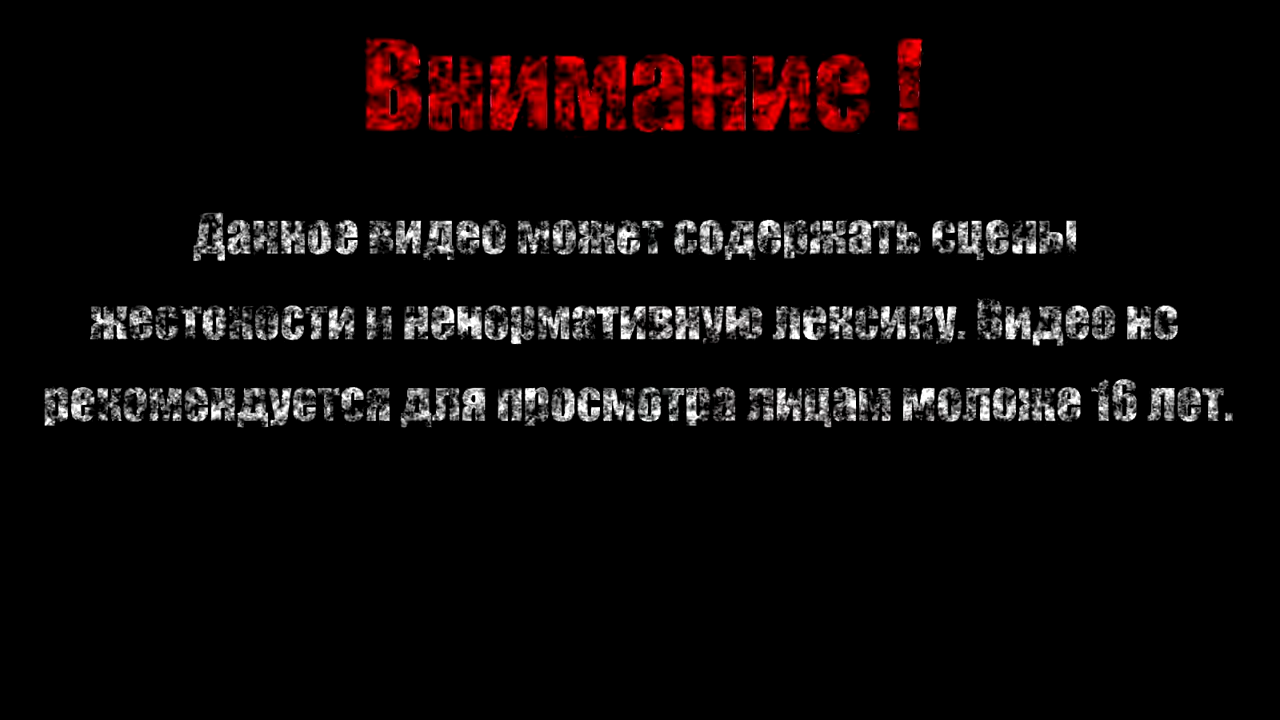 Внимание !
Данное видео может содержать сцены
жестокости и ненормативную лексику. Видео не
рекомендуется для просмотра лицам моложе 16 лет.